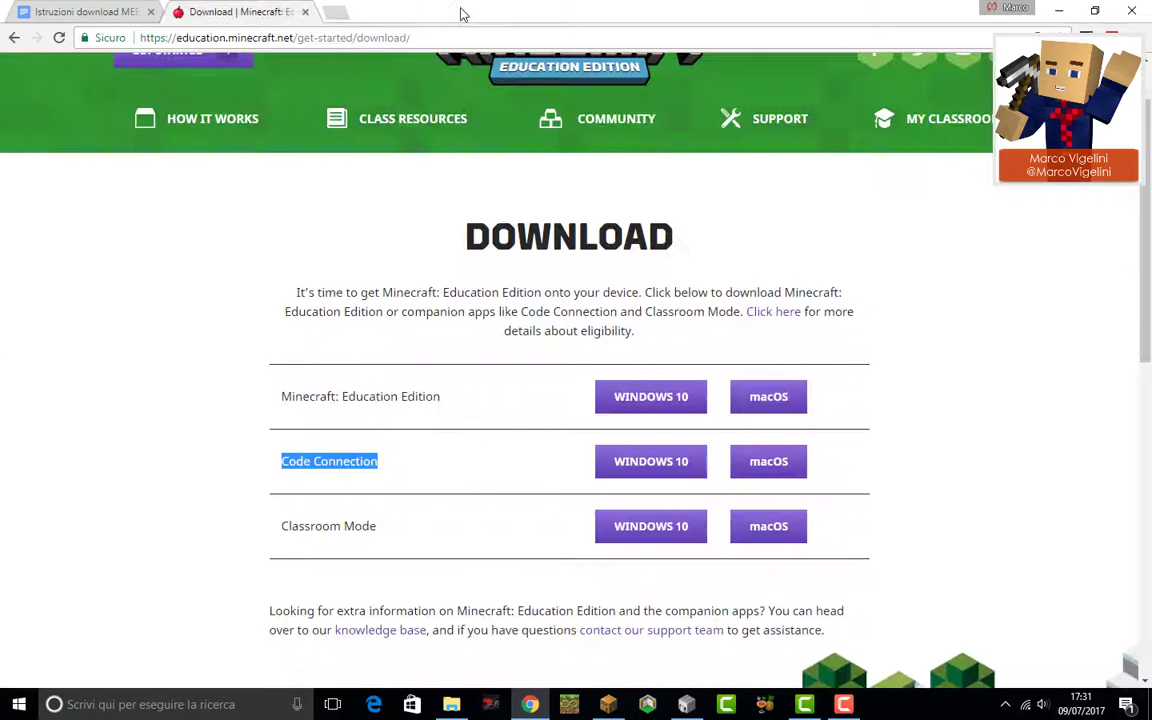 Istruzioni download MEE
Download | Minecraft: E
Marco
Sicuro
https://education.minecraft.net/get-started/download/
EDUCATION EDITION
HOW IT WORKS
CLASS RESOURCES
COMMUNITY
SUPPORT
MY CLASSROO
Marco Vigelini
@MarcoVigelini
DOWNLOAD
It's time to get Minecraft: Education Edition onto your device. Click below to download Minecraft:
Education Edition or companion apps like Code Connection and Classroom Mode. Click here for more
details about eligibility.
Minecraft: Education Edition
WINDOWS 10
macOS
Code Connection
WINDOWS 10
macOS
Classroom Mode
WINDOWS 10
macOS
Looking for extra information on Minecraft: Education Edition and the companion apps? You can head
over to our knowledge base, and if you have questions contact our support team to get assistance.
Scrivi qui per eseguire la ricerca
17:31
09/07/2017